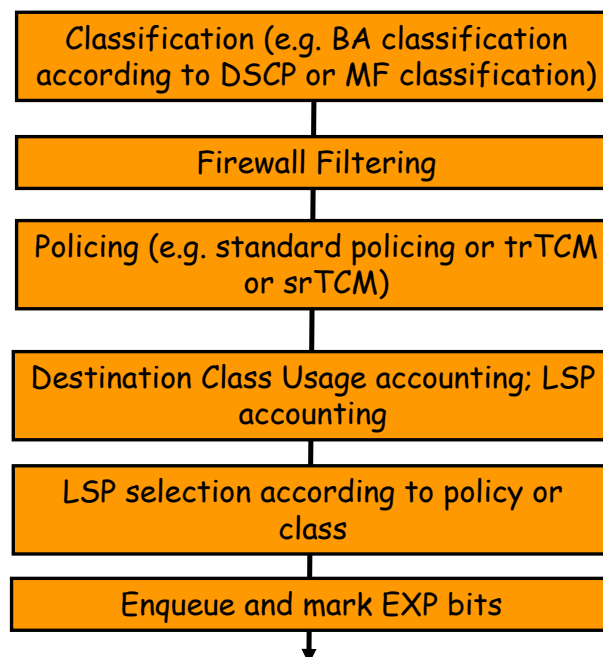 Classification (e.g. BA classification
according to DSCP or MF classification)
Firewall Filtering
Policing (e.g. standard policing or trTCM
or srTCM)
Destination Class Usage accounting; LSP
accounting
LSP selection according to policy or
class
Enqueue and mark EXP bits